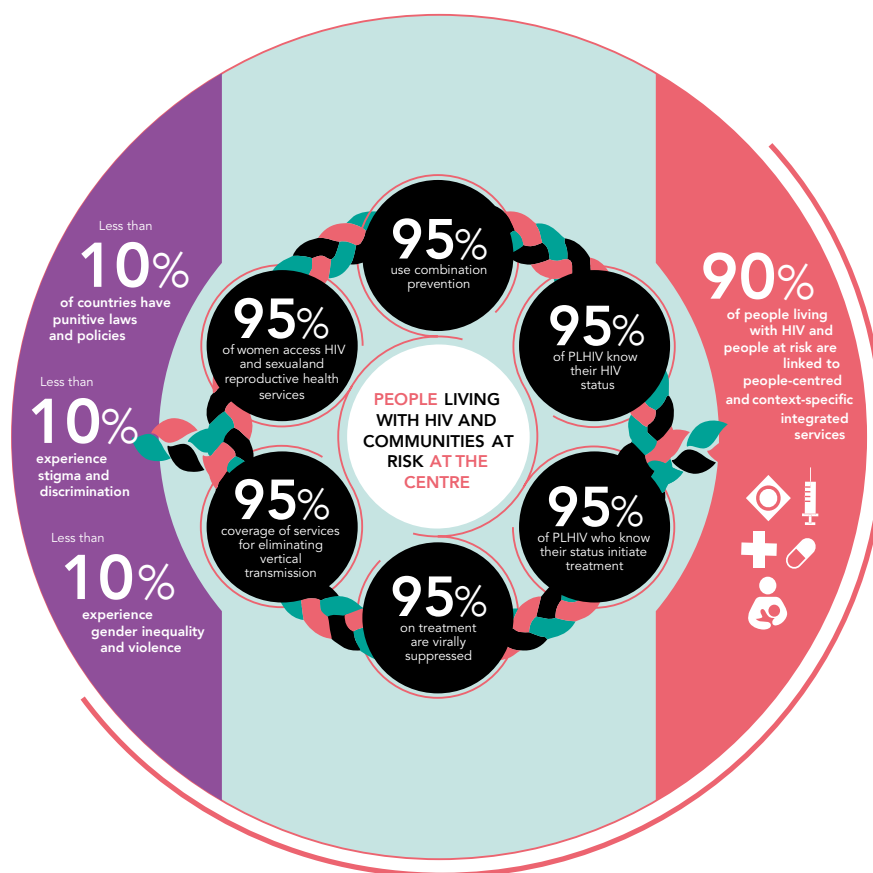 Less than
10%
of countries have
punitive laws
and policies
Less than
10%
experience
stigma and
discrimination
Less than
10%
experience
gender inequality
and violence
95%
use combination
prevention
95%
of women access HIV
and sexualand
reproductive health
services
95%
of PLHIV know
their HIV
status
PEOPLE LIVING
WITH HIV AND
COMMUNITIES AT
RISK AT THE
CENTRE
95%
coverage of services
for eliminating
vertical
transmission
95%
of PLHIV who know
their status initiate
treatment
95%
on treatment
are virally
suppressed
90%
of people living
with HIV and
people at risk are
linked to
people-centred
and context-specific
integrated
services